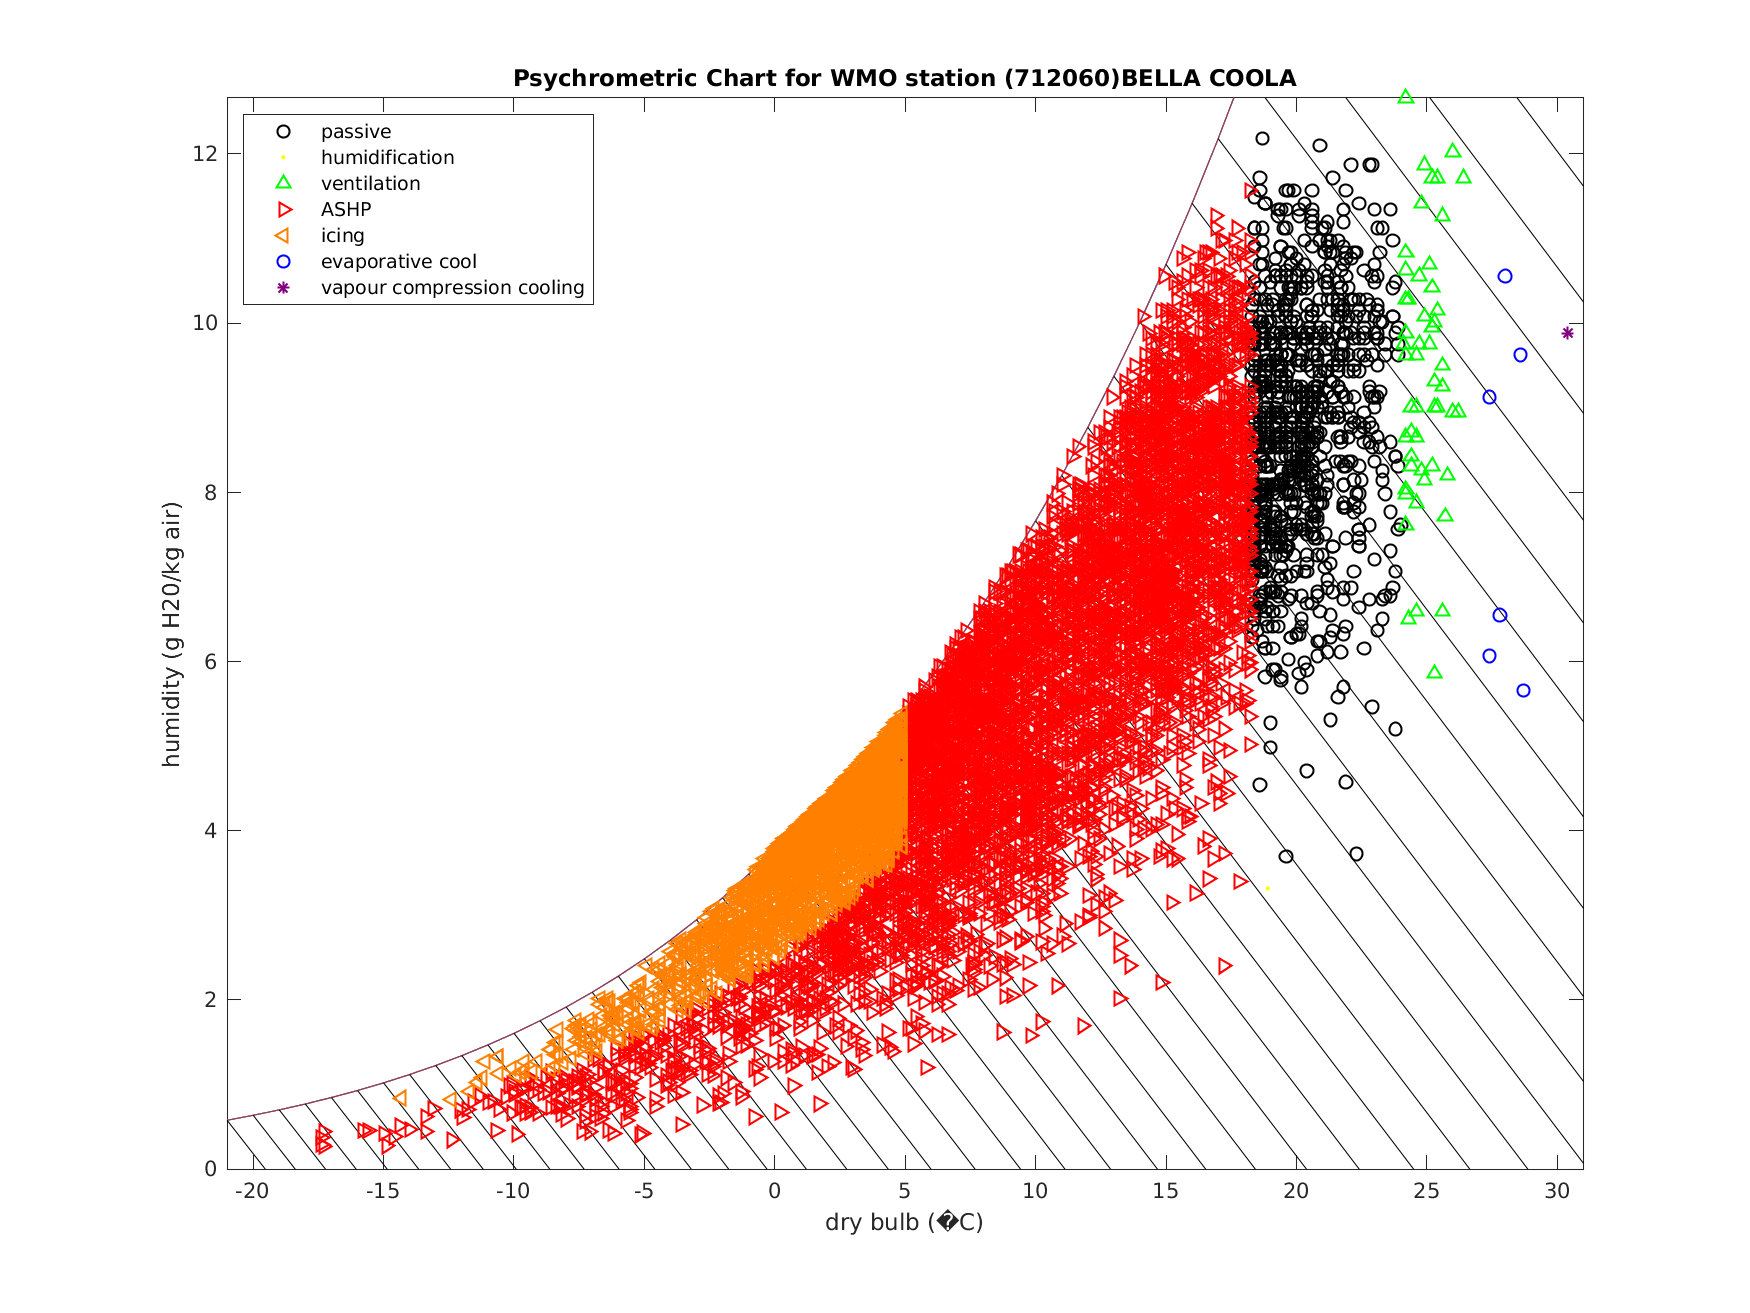 Psychrometric Chart for WMO station (712060)BELLA COOLA
passive
humidification
ventilation
ASHP
icing
evaporative cool
vapour compression cooling
humidity (g H20/kg air)
12
10
8
6
4
2
0
-20 -15 -10 -5 0 5 10 15 20 25 30
dry bulb (�C)